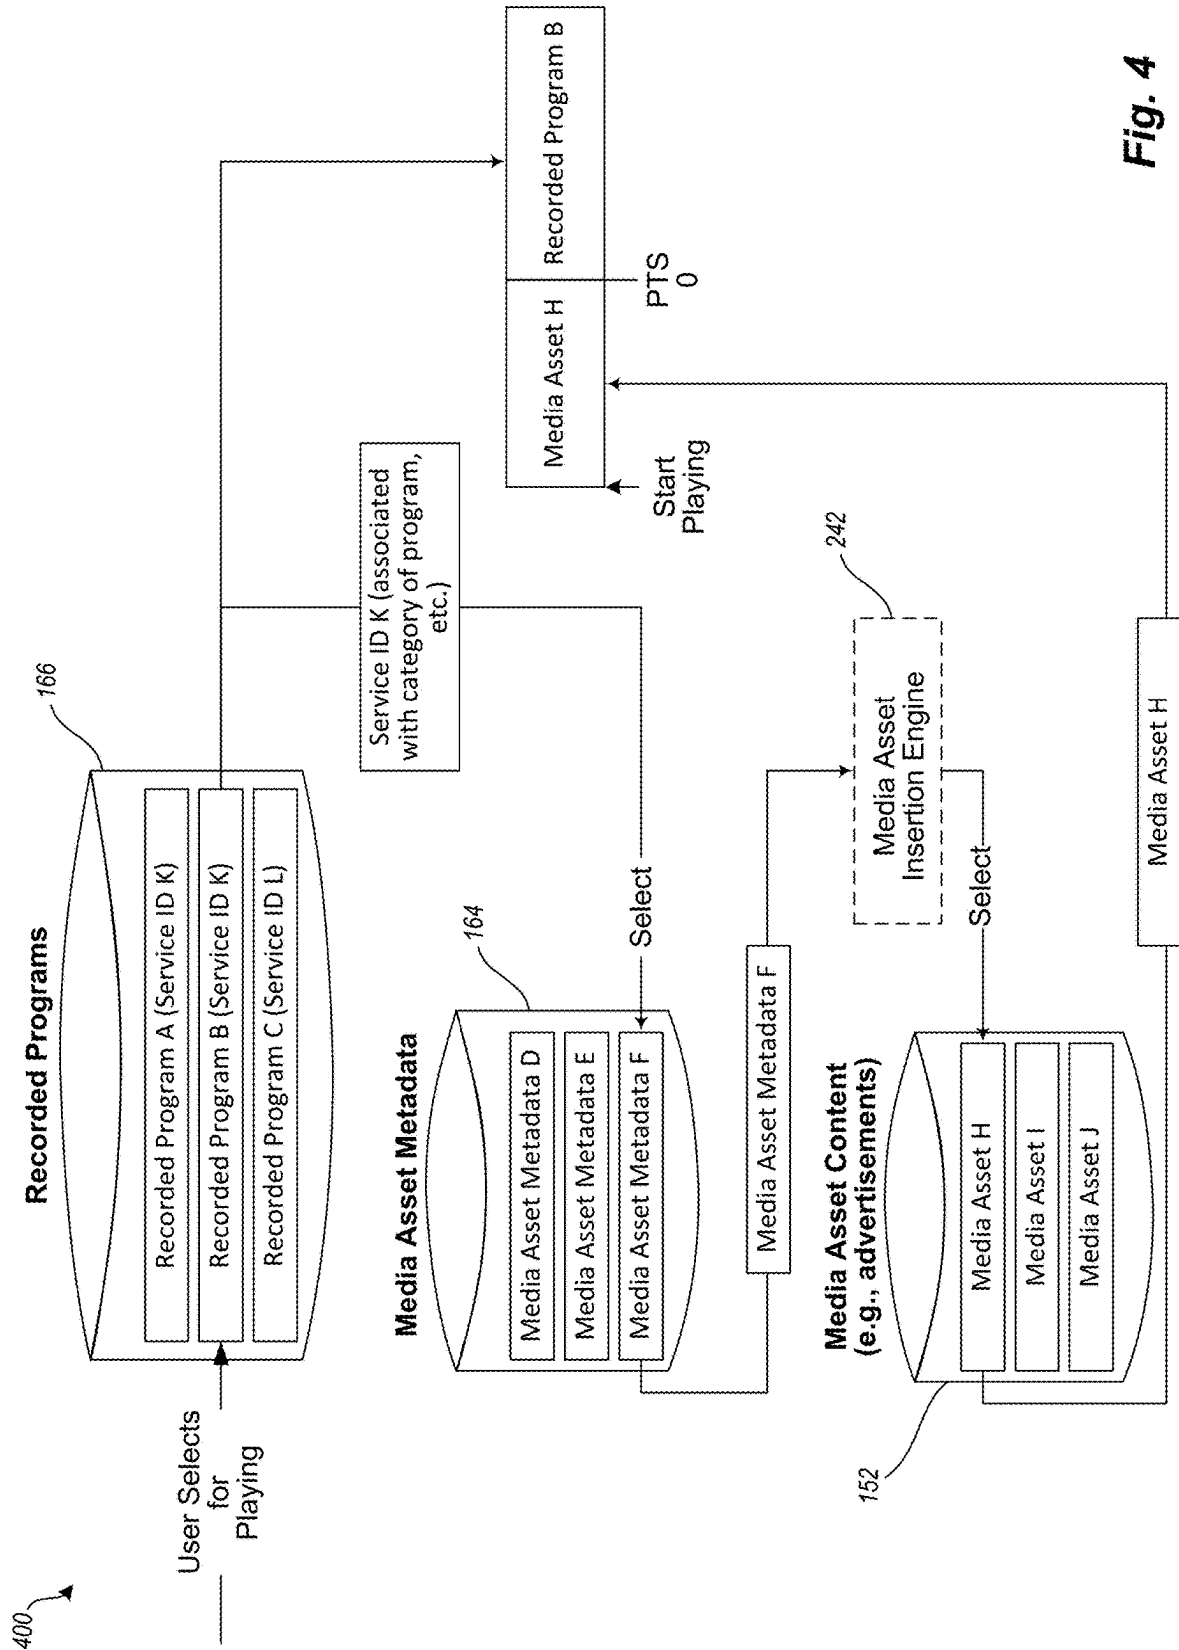 400
User Selects
for
Playing
Recorded Programs
166
Recorded Program A (Service ID K)
Recorded Program B (Service ID K)
Recorded Program C (Service ID L)
Service ID K (associated
with category of program,
etc.)
Media Asset Metadata
164
Media Asset Metadata D
Media Asset Metadata E
Media Asset Metadata F
Select
Media Asset Metadata F
Media Asset H
Recorded Program B
Start
Playing
PTS
0
242
Media Asset
Insertion Engine
Select
Media Asset Content
(e.g., advertisements)
152
Media Asset H
Media Asset I
Media Asset J
Media Asset H
Fig. 4